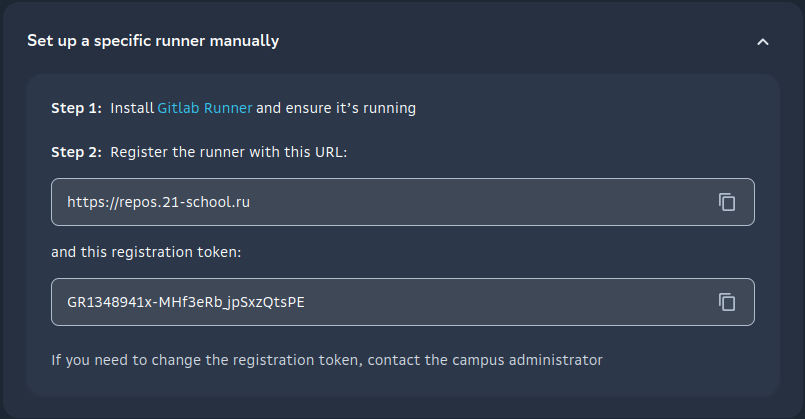 Set up a specific runner manually
Step 1: Install Gitlab Runner and ensure it's running
Step 2: Register the runner with this URL:
https://repos.21-school.ru
and this registration token:
GR1348941x-MHf3eRb_jpSxzQtsPE
If you need to change the registration token, contact the campus administrator